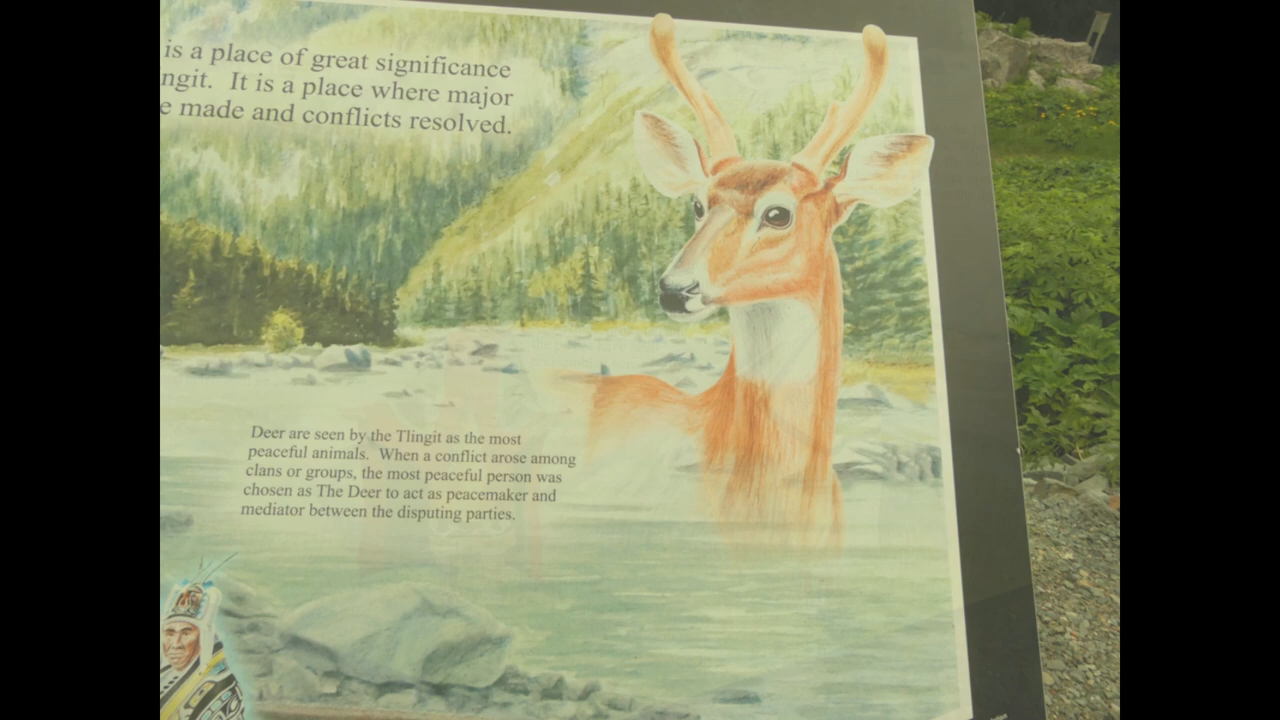 is a place of great significance
ngit. It is a place where major
e made and conflicts resolved.
Deer are seen by the Tlingit as the most
peaceful animals. When a conflict arose among
clans or groups, the most peaceful person was
chosen as The Deer to act as peacemaker and
mediator between the disputing parties.